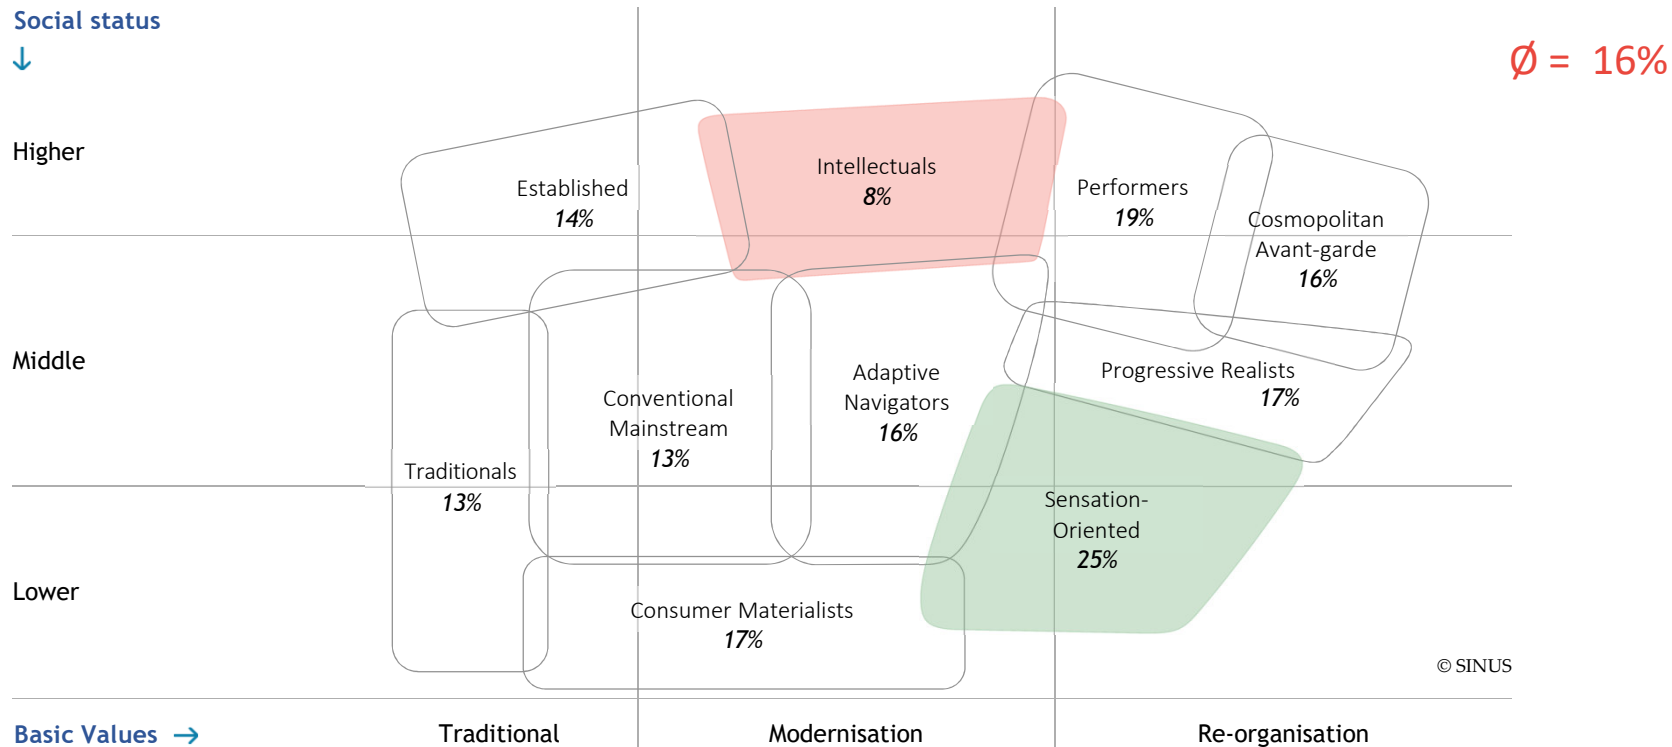 Social status
↓
Ø = 16%
Higher
Established
14%
Intellectuals
8%
Performers
19%
Cosmopolitan
Avant-garde
16%
Middle
Traditionals
13%
Conventional
Mainstream
13%
Adaptive
Navigators
16%
Progressive Realists
17%
Sensation-
Oriented
25%
Lower
Consumer Materialists
17%
© SINUS
Basic Values →
Traditional
Modernisation
Re-organisation